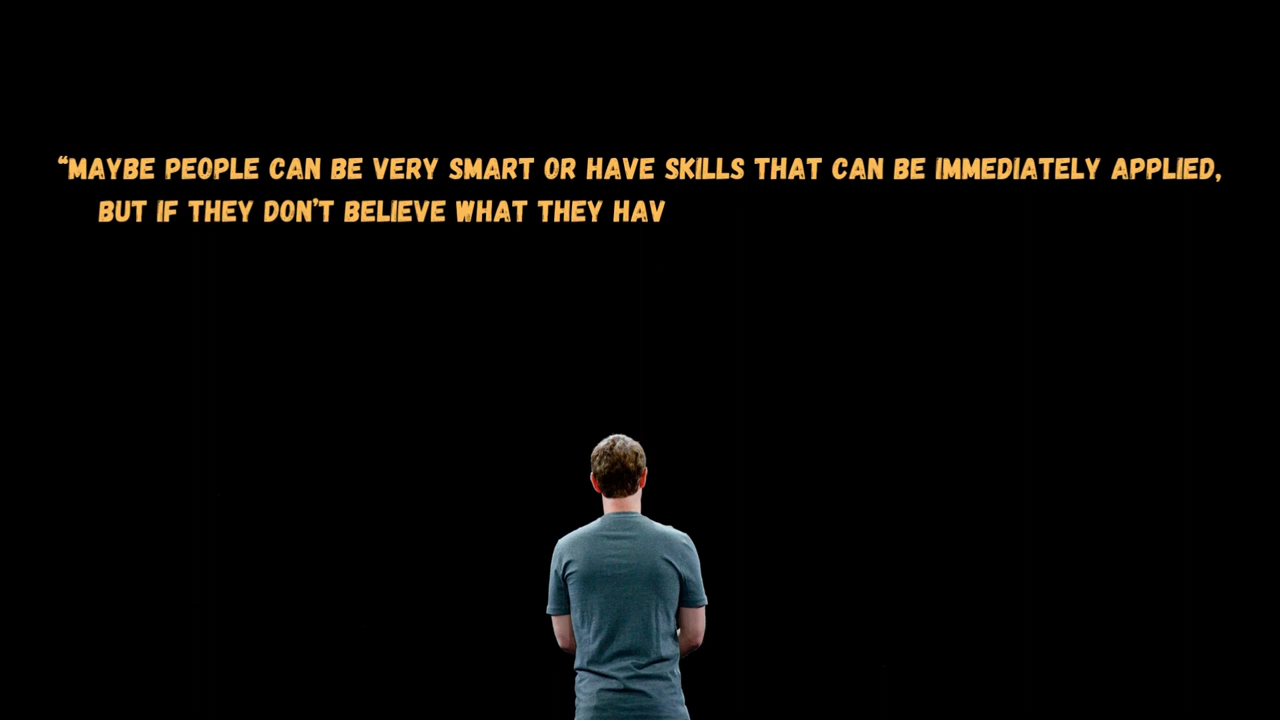 “MAYBE PEOPLE CAN BE VERY SMART OR HAVE SKILLS THAT CAN BE IMMEDIATELY APPLIED,
BUT IF THEY DON’T BELIEVE WHAT THEY HAV